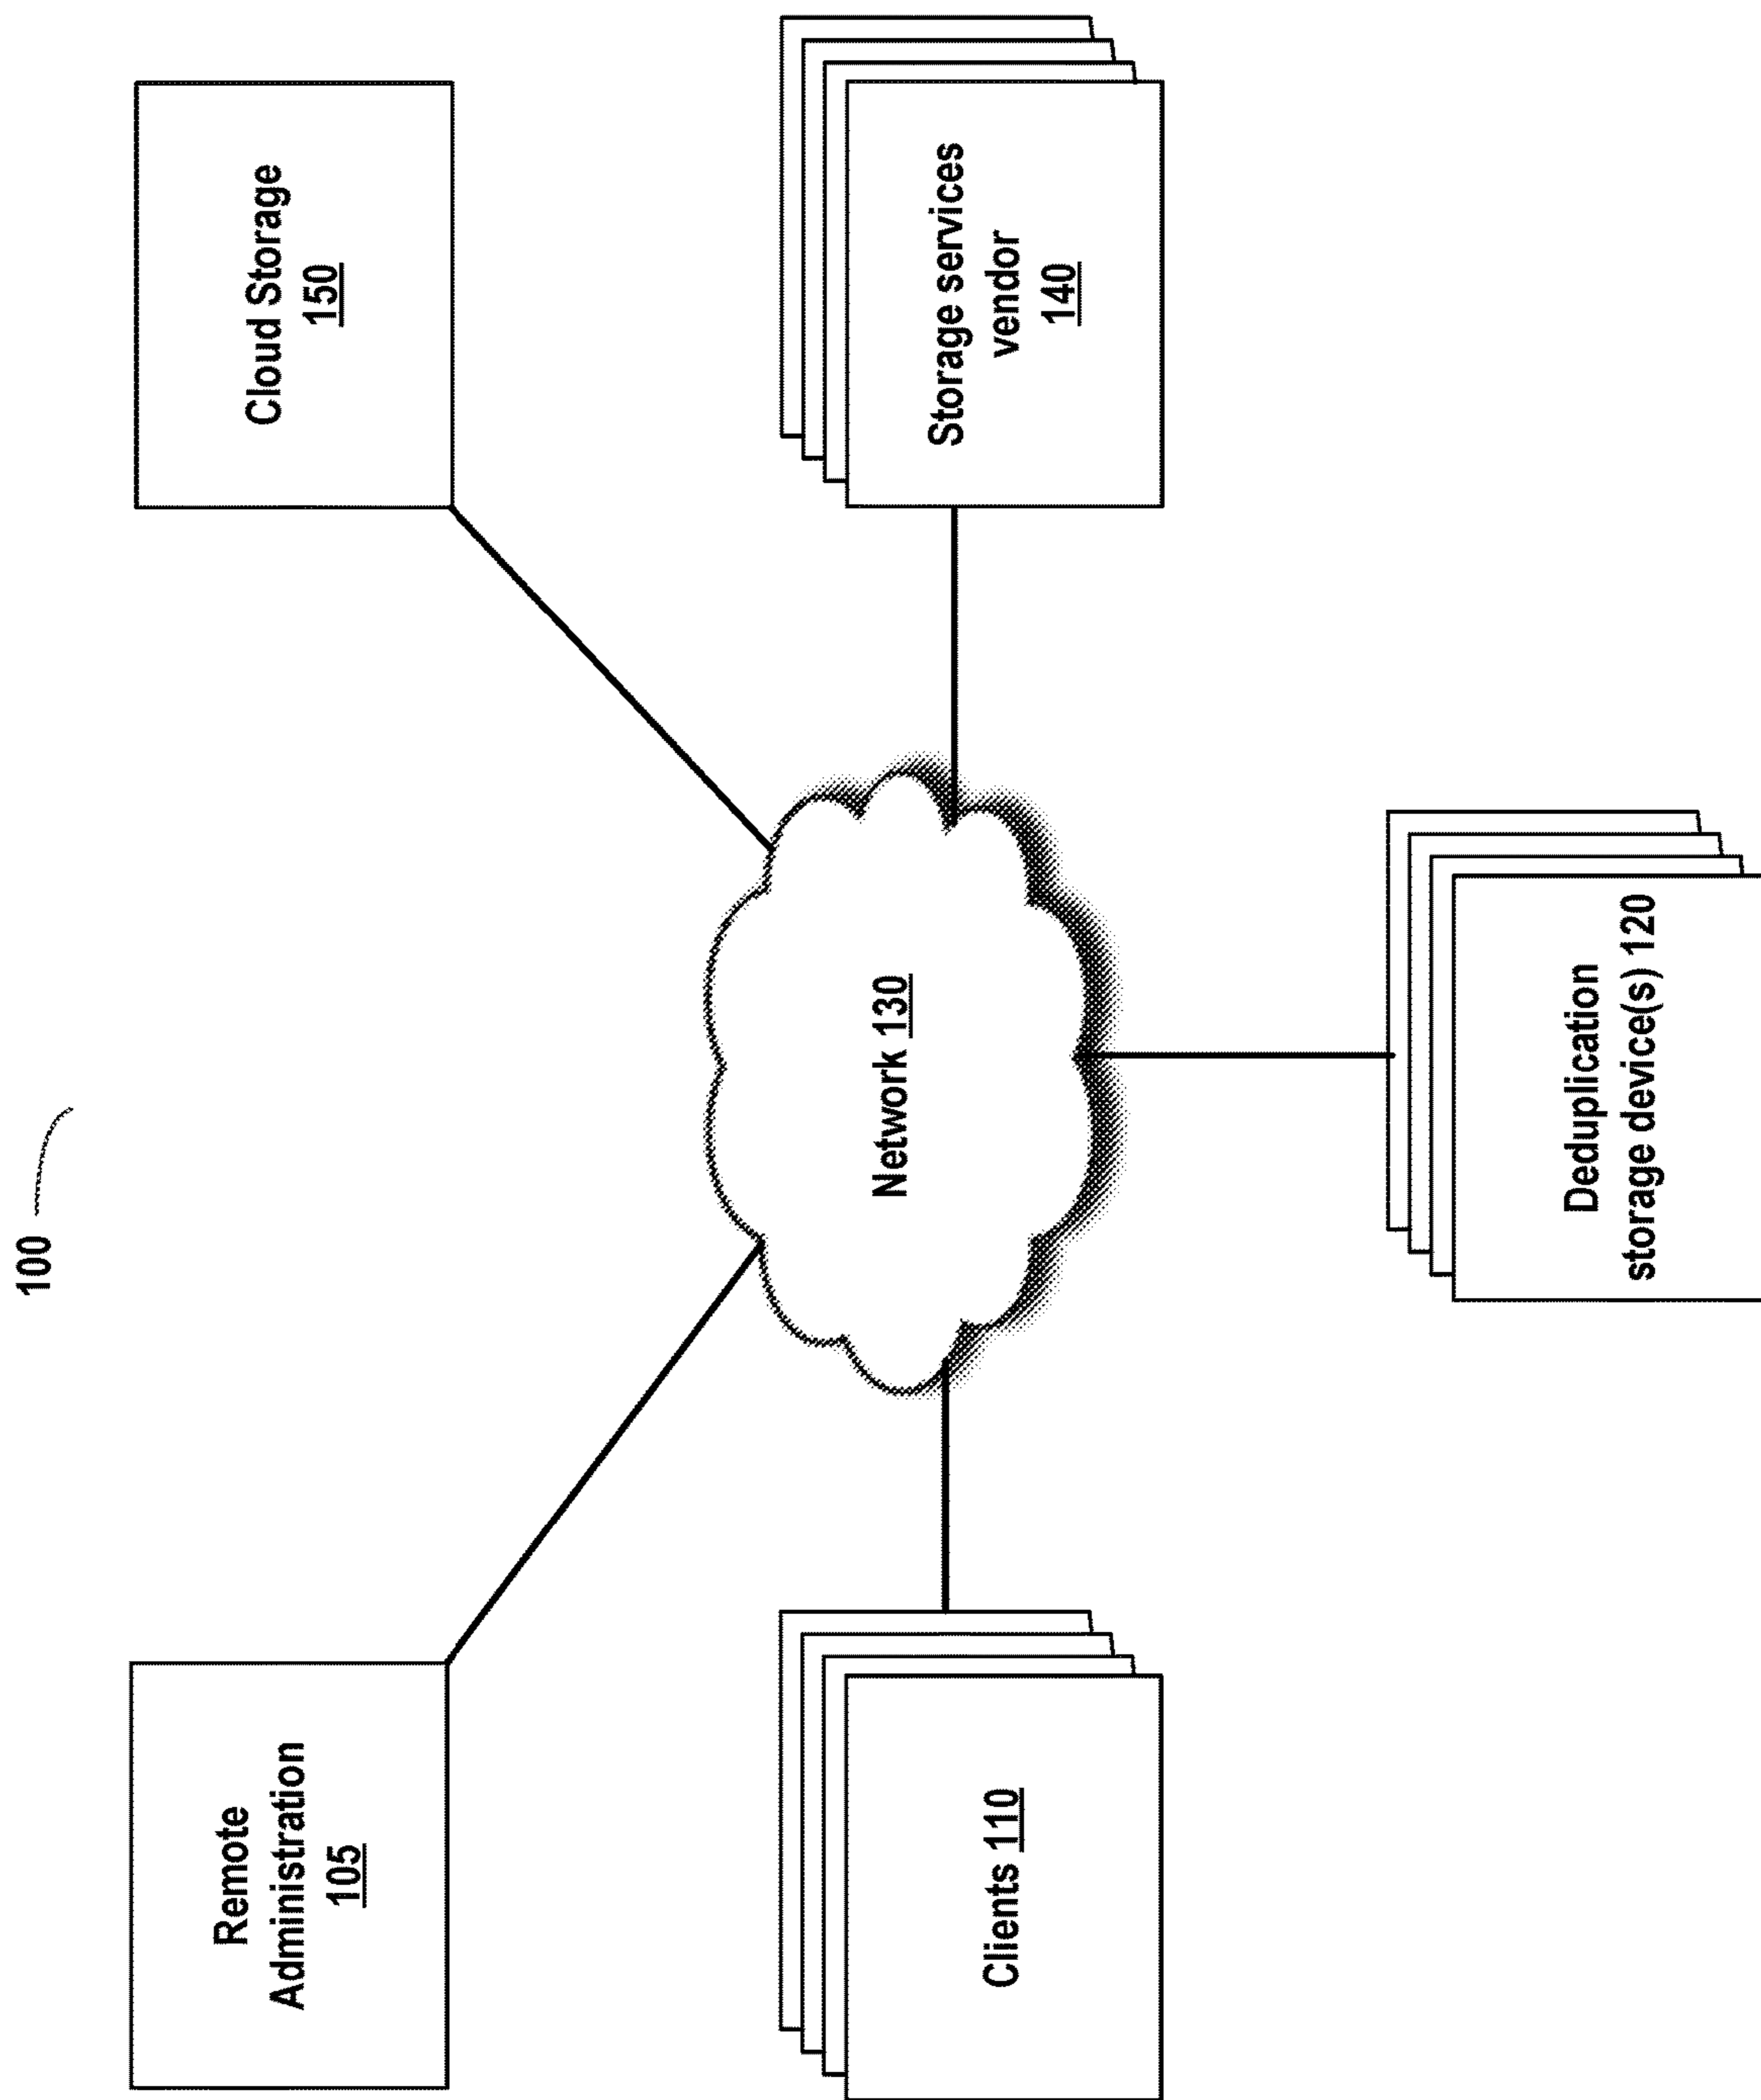 100
Remote
Administration
105
Cloud Storage
150
Network 130
Clients 110
Storage services
vendor
140
Deduplication
storage device(s) 120